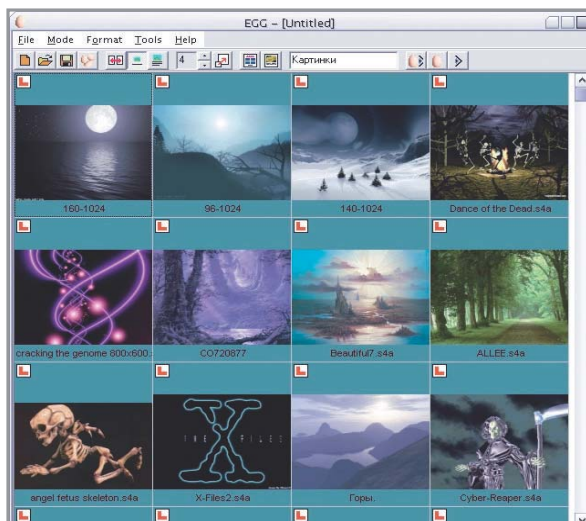 EGG – [Untitled]
File Mode Format Tools Help
4 Картинки
160-1024 96-1024 140-1024 Dance of the Dead.s4a
cracking the genome 800x600. CO720877 Beautiful7.s4a ALLEE.s4a
THE FILES
angel fetus skeleton.s4a X-Files2.s4a Горы. Cyber-Reaper.s4a